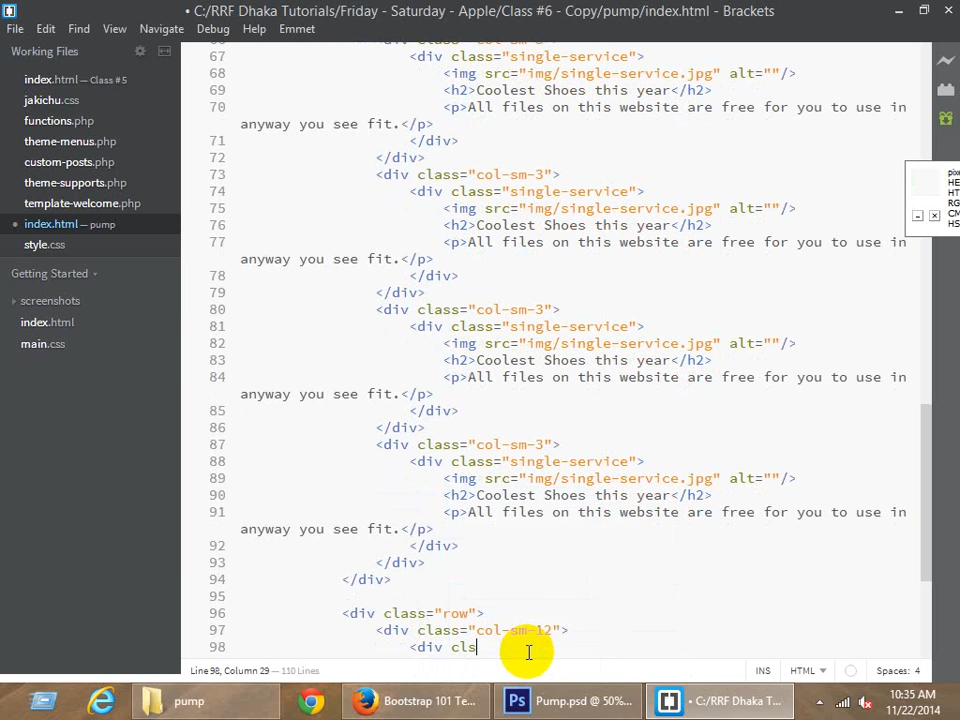 • C:/RRF Dhaka Tutorials/Friday - Saturday - Apple/Class #6 - Copy/pump/index.html - Brackets
File Edit Find View Navigate Debug Help Emmet
Working Files
index.html — Class #5
jakichu.css
functions.php
theme-menus.php
custom-posts.php
theme-supports.php
template-welcome.php
index.html — pump
style.css
Getting Started
screenshots
index.html
main.css
67 <div class="single-service">
68 <img src="img/single-service.jpg" alt=""/>
69 <h2>Coolest Shoes this year</h2>
70 <p>All files on this website are free for you to use in
anyway you see fit.</p>
71 </div>
72 </div>
73 <div class="col-sm-3">
74 <div class="single-service">
75 <img src="img/single-service.jpg" alt=""/>
76 <h2>Coolest Shoes this year</h2>
77 <p>All files on this website are free for you to use in
anyway you see fit.</p>
78 </div>
79 </div>
80 <div class="col-sm-3">
81 <div class="single-service">
82 <img src="img/single-service.jpg" alt=""/>
83 <h2>Coolest Shoes this year</h2>
84 <p>All files on this website are free for you to use in
anyway you see fit.</p>
85 </div>
86 </div>
87 <div class="col-sm-3">
88 <div class="single-service">
89 <img src="img/single-service.jpg" alt=""/>
90 <h2>Coolest Shoes this year</h2>
91 <p>All files on this website are free for you to use in
anyway you see fit.</p>
92 </div>
93 </div>
94 </div>
95
96 <div class="row">
97 <div class="col-sm-12">
98 <div cls
pix
HE
HT
RG
CM
HS
Line 98, Column 29 — 110 Lines
INS HTML Spaces: 4
pump
Bootstrap 101 Te...
Pump.psd @ 50%...
• C:/RRF Dhaka T...
10:35 AM
11/22/2014